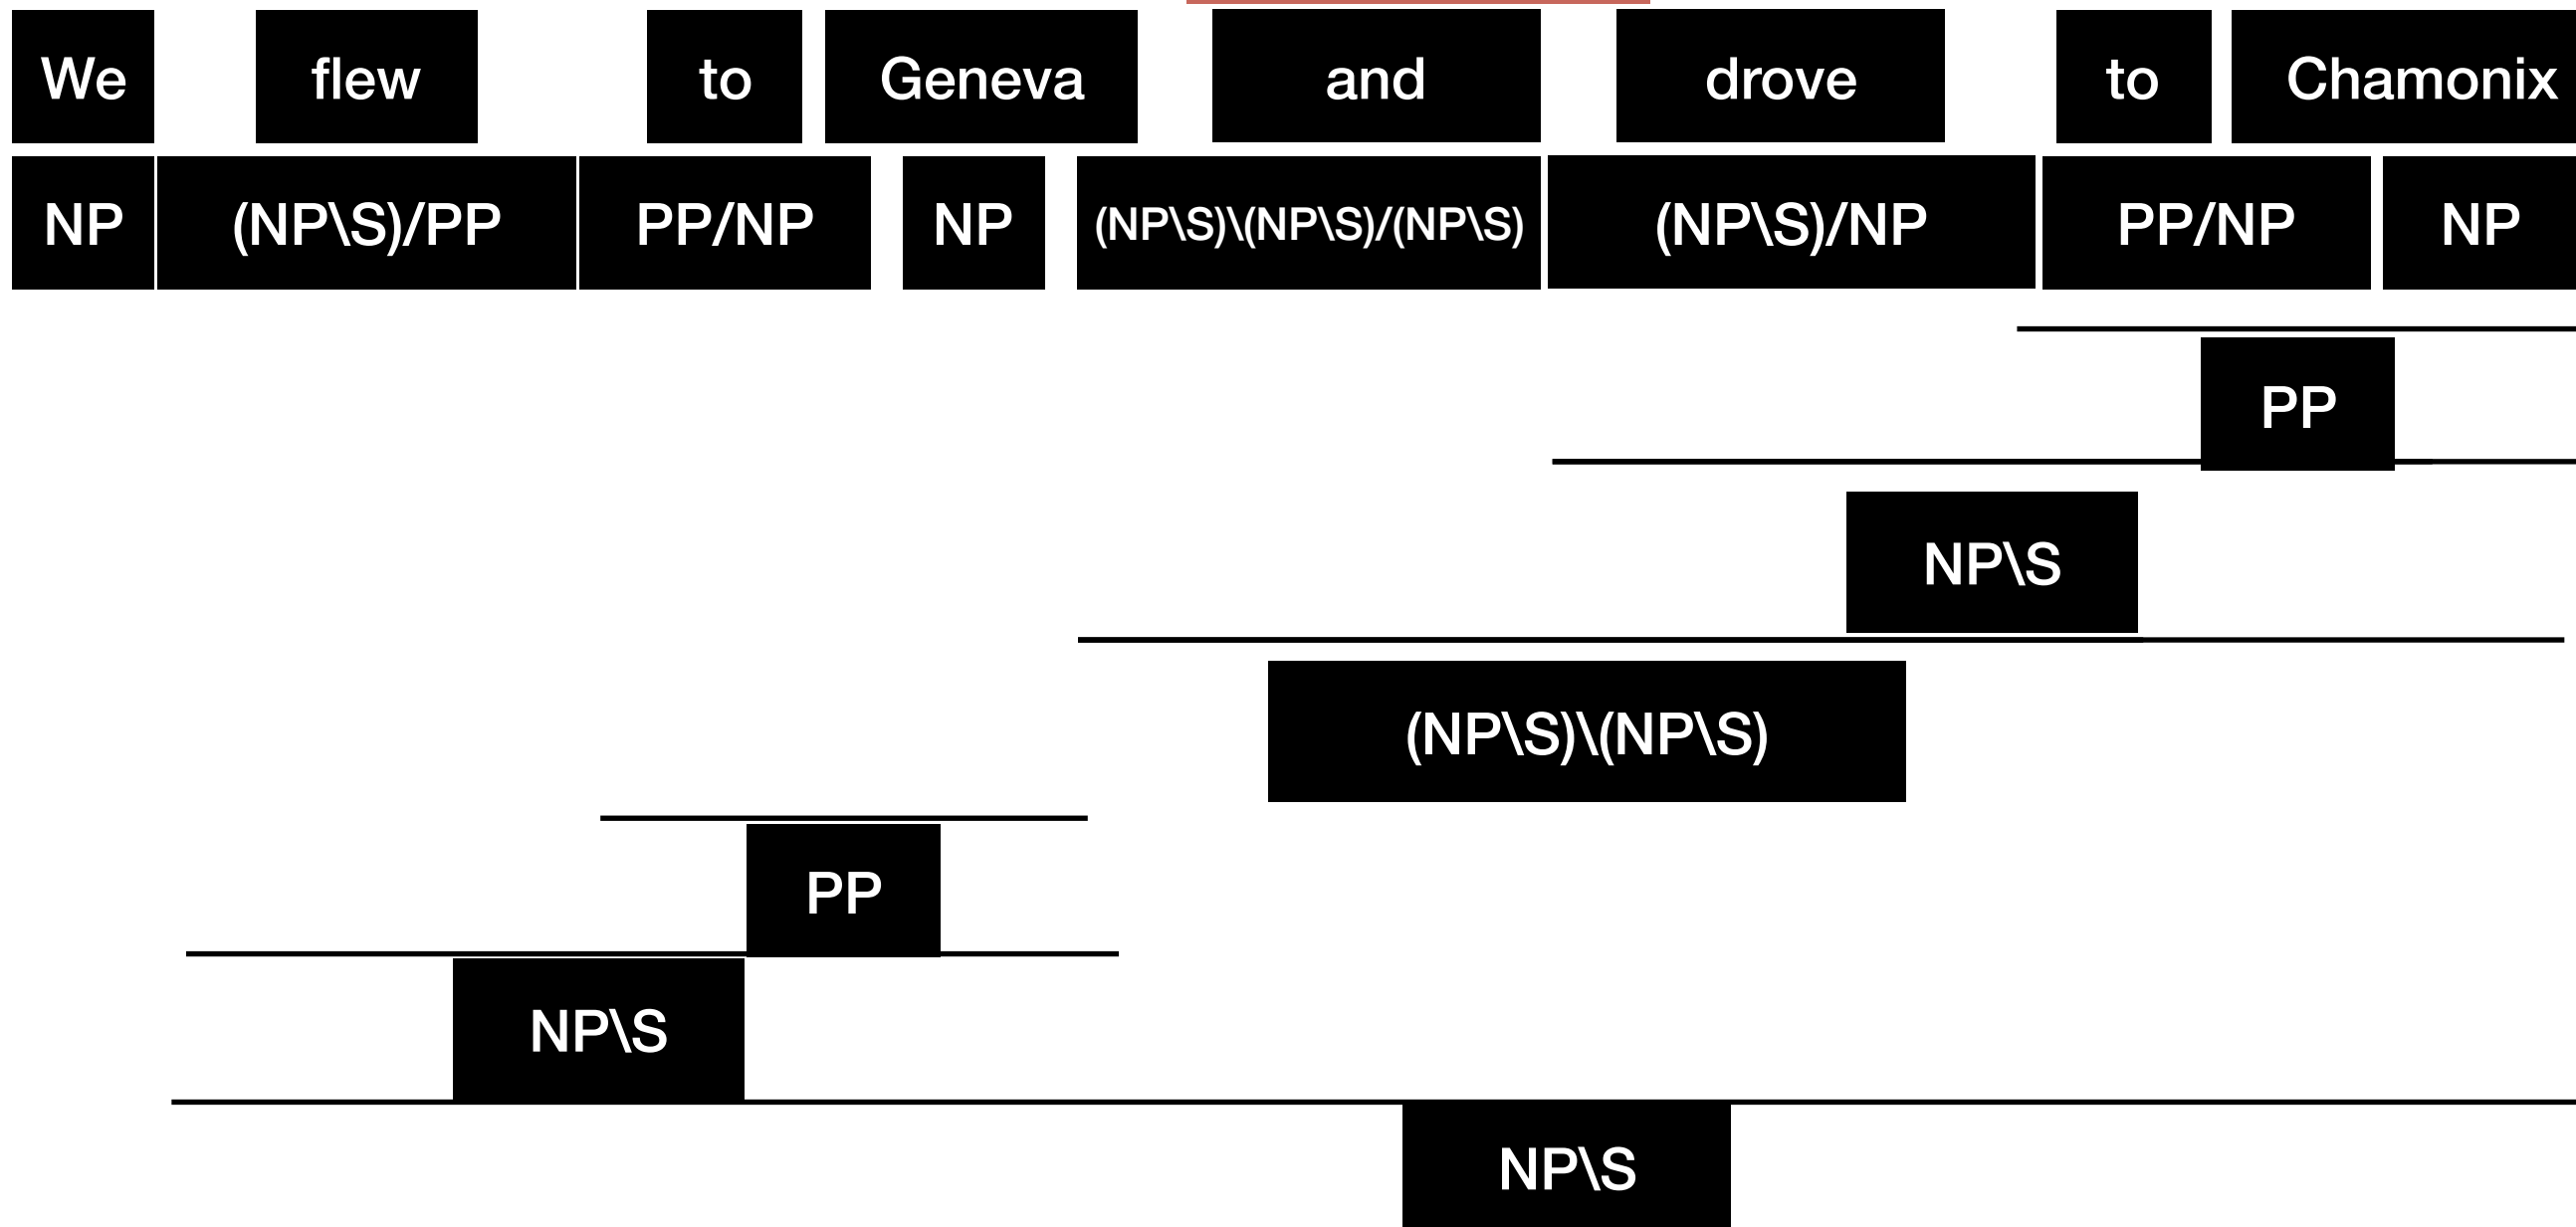 We flew to Geneva and drove to Chamonix
NP (NP\S)/PP PP/NP NP (NP\S)\(NP\S)/(NP\S) (NP\S)/NP PP/NP NP
PP
NP\S
(NP\S)\(NP\S)
PP
NP\S
NP\S